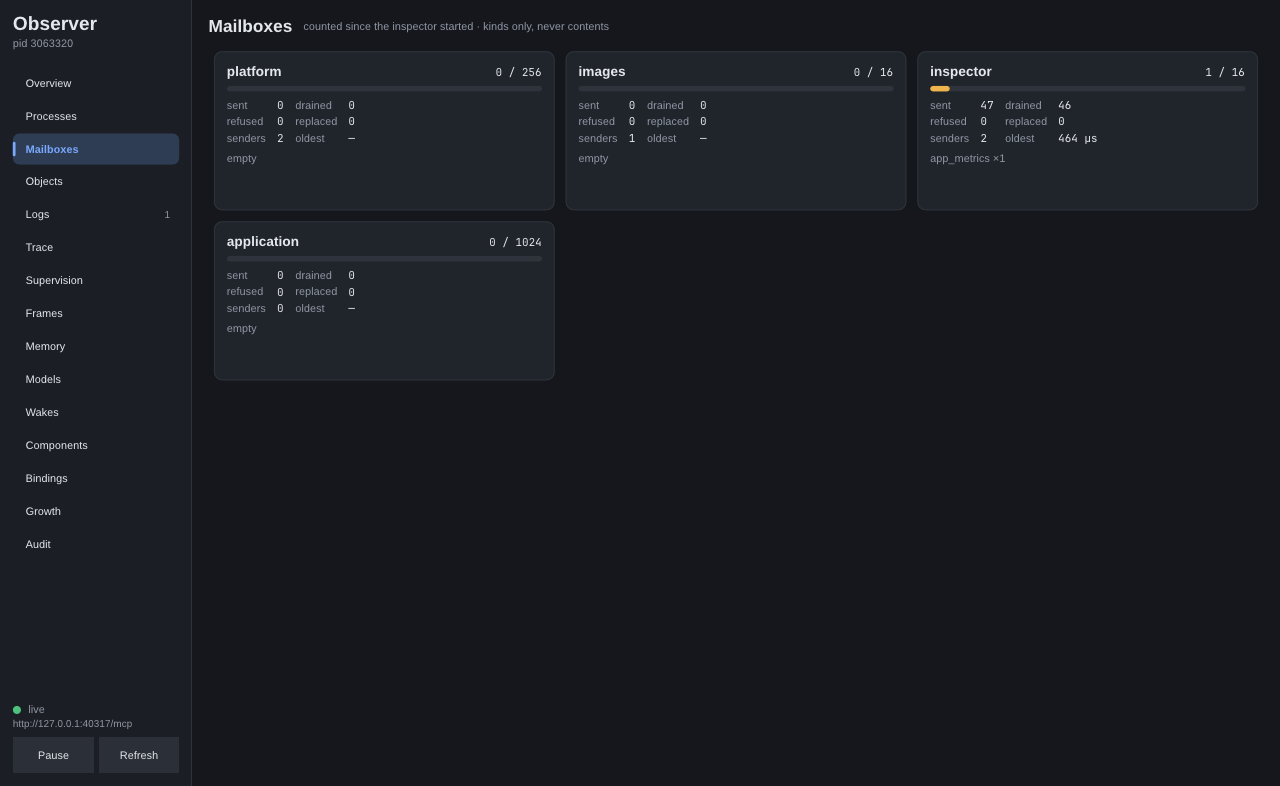 Observer
pid 3063320
Overview
Processes
Mailboxes
Objects
Logs 1
Trace
Supervision
Frames
Memory
Models
Wakes
Components
Bindings
Growth
Audit
live
http://127.0.0.1:40317/mcp
Pause Refresh
Mailboxes counted since the inspector started · kinds only, never contents
platform 0 / 256
sent 0 drained 0
refused 0 replaced 0
senders 2 oldest —
empty
images 0 / 16
sent 0 drained 0
refused 0 replaced 0
senders 1 oldest —
empty
inspector 1 / 16
sent 47 drained 46
refused 0 replaced 0
senders 2 oldest 464 µs
app_metrics ×1
application 0 / 1024
sent 0 drained 0
refused 0 replaced 0
senders 0 oldest —
empty